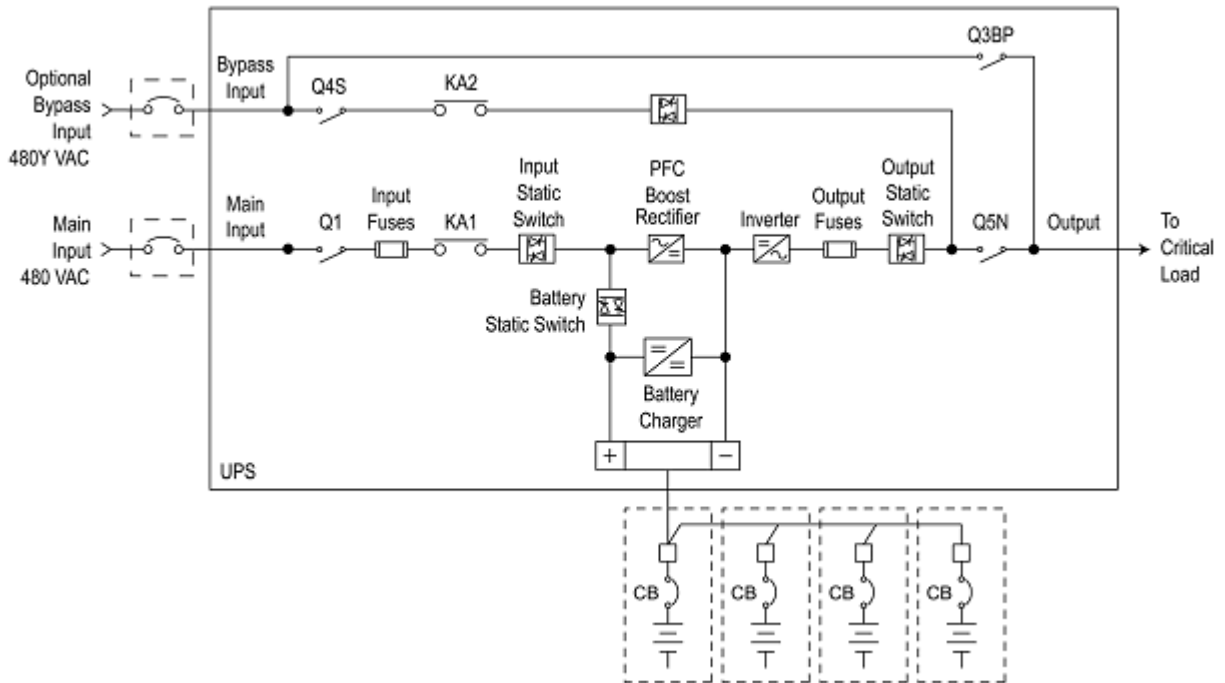 Optional
Bypass
Input
480Y VAC
Bypass
Input
Q4S
KA2
Q3BP
Main
Input
480 VAC
Main
Input
Q1
Input
Fuses
KA1
Input
Static
Switch
PFC
Boost
Rectifier
Inverter
Output
Fuses
Output
Static
Switch
Q5N
Output
To
Critical
Load
Battery
Static Switch
Battery
Charger
+
−
UPS
CB
CB
CB
CB